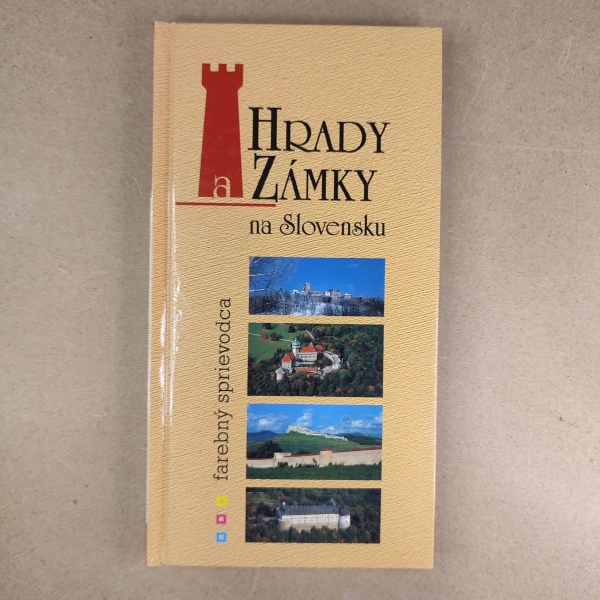 HRADY
a ZÁMKY
na Slovensku
farebný sprievodca